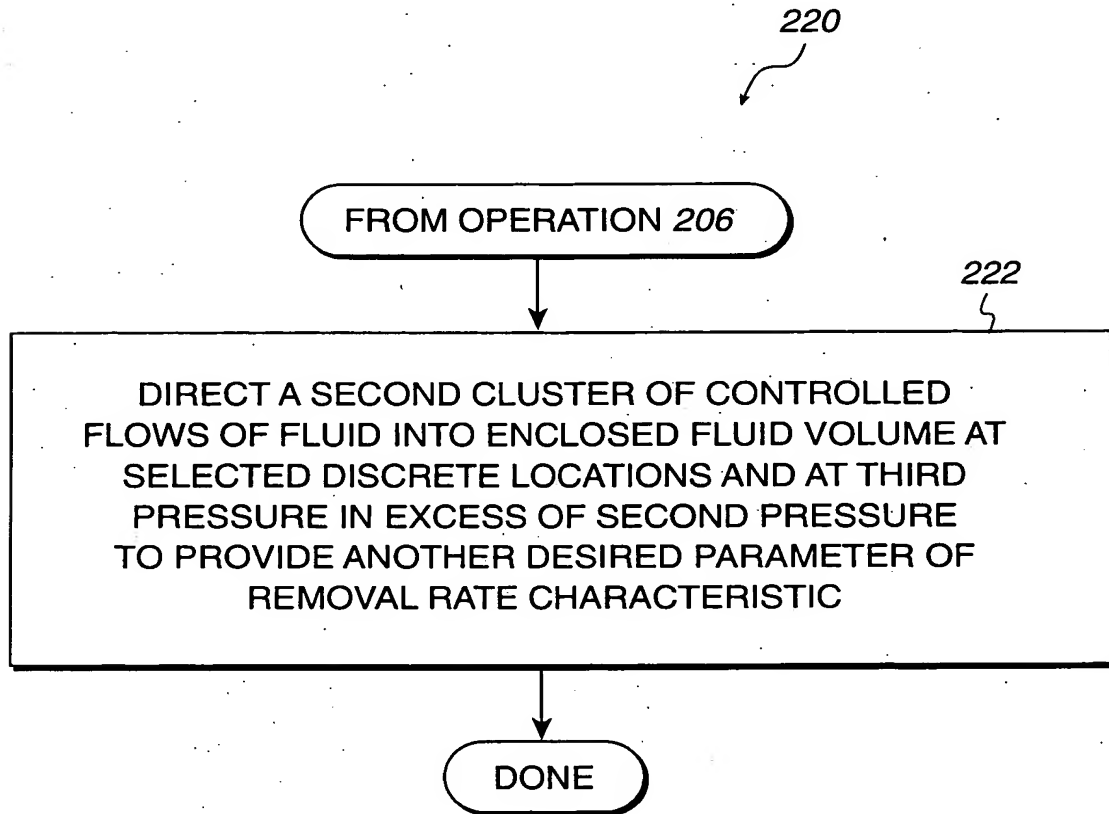 220
FROM OPERATION 206
222
DIRECT A SECOND CLUSTER OF CONTROLLED
FLOWS OF FLUID INTO ENCLOSED FLUID VOLUME AT
SELECTED DISCRETE LOCATIONS AND AT THIRD
PRESSURE IN EXCESS OF SECOND PRESSURE
TO PROVIDE ANOTHER DESIRED PARAMETER OF
REMOVAL RATE CHARACTERISTIC
DONE